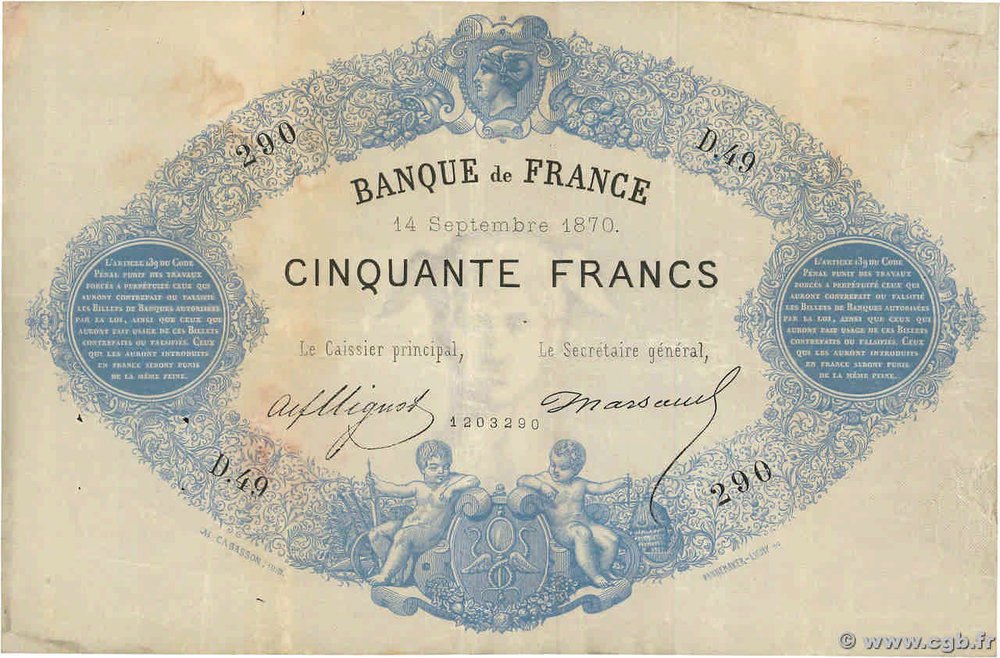 290
D.49
BANQUE de FRANCE
14 Septembre 1870.
CINQUANTE FRANCS
L'ARTICLE 139 DU CODE
PÉNAL PUNIT DES TRAVAUX
FORCÉS A PERPÉTUITÉ CEUX QUI
AURONT CONTREFAIT OU FALSIFIÉ
LES BILLETS DE BANQUES AUTORISÉES
PAR LA LOI, AINSI QUE CEUX QUI
AURONT FAIT USAGE DE CES BILLETS
CONTREFAITS OU FALSIFIÉS. CEUX
QUI LES AURONT INTRODUITS
EN FRANCE SERONT PUNIS
DE LA MÊME PEINE.
L'ARTICLE 139 DU CODE
PÉNAL PUNIT DES TRAVAUX
FORCÉS A PERPÉTUITÉ CEUX QUI
AURONT CONTREFAIT OU FALSIFIÉ
LES BILLETS DE BANQUES AUTORISÉES
PAR LA LOI, AINSI QUE CEUX QUI
AURONT FAIT USAGE DE CES BILLETS
CONTREFAITS OU FALSIFIÉS. CEUX
QUI LES AURONT INTRODUITS
EN FRANCE SERONT PUNIS
DE LA MÊME PEINE.
Le Caissier principal,
Le Secrétaire général,
Mignot
Marsaud
1203290
D.49
290
CABASSON
© www.cgb.fr